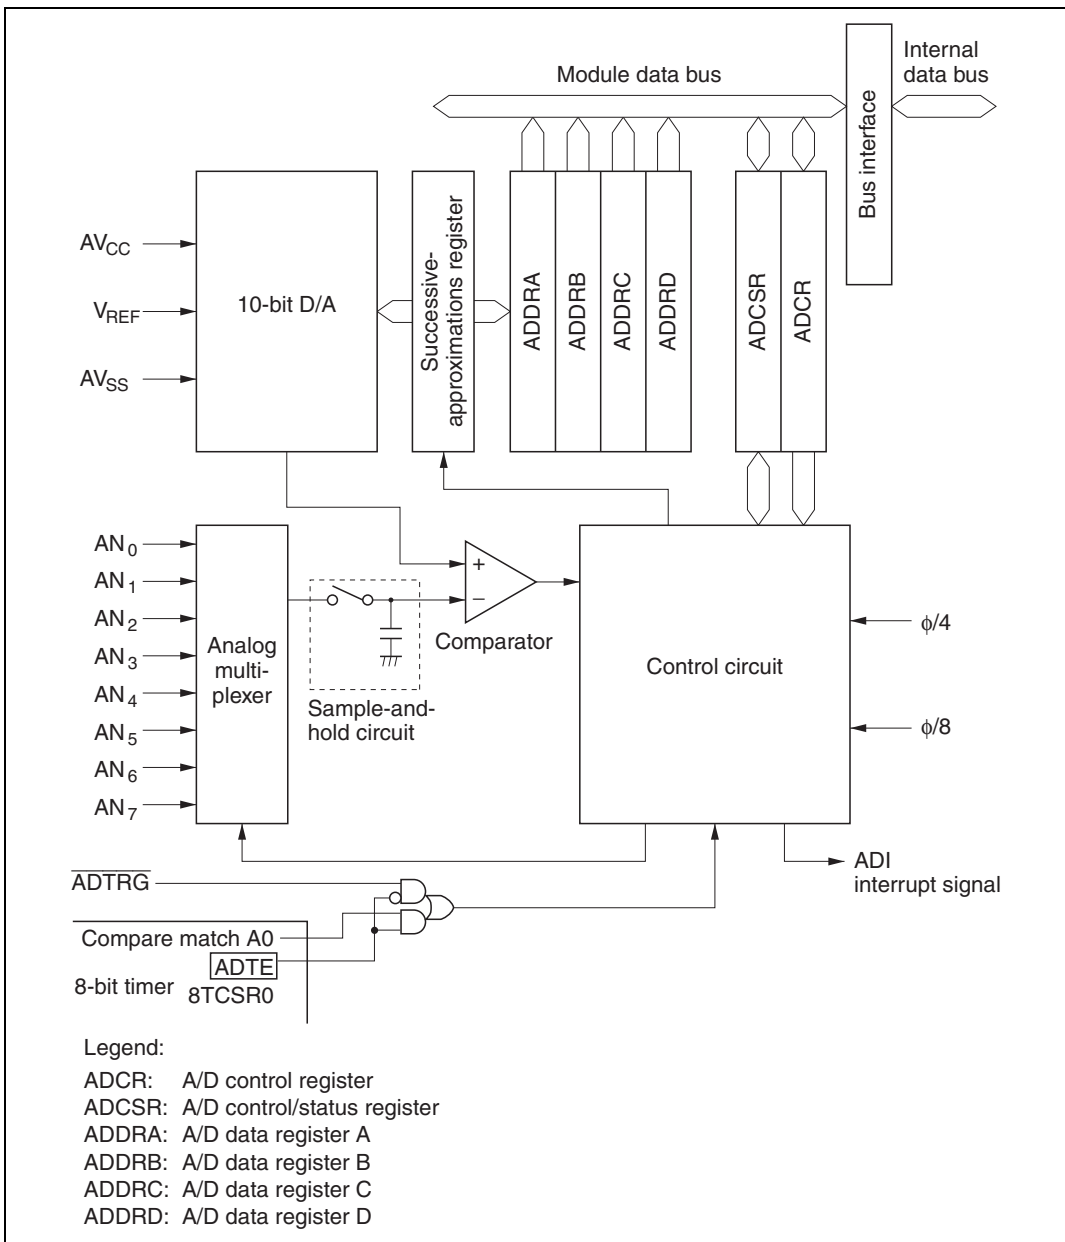 Module data bus
Internal
data bus
Bus interface
AVCC
VREF
AVSS
10-bit D/A
Successive-
approximations register
ADDRA
ADDRB
ADDRC
ADDRD
ADCSR
ADCR
AN0
AN1
AN2
AN3
AN4
AN5
AN6
AN7
Analog
multi-
plexer
Sample-and-
hold circuit
+
−
Comparator
Control circuit
ϕ/4
ϕ/8
ADI
interrupt signal
ADTRG
Compare match A0
ADTE
8-bit timer
8TCSR0
Legend:
ADCR: A/D control register
ADCSR: A/D control/status register
ADDRA: A/D data register A
ADDRB: A/D data register B
ADDRC: A/D data register C
ADDRD: A/D data register D